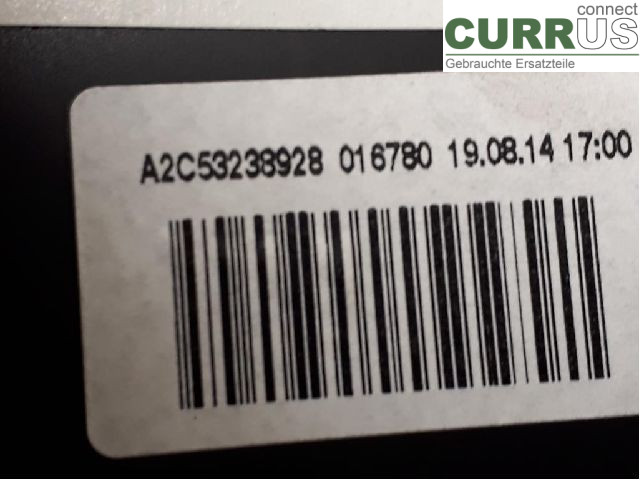 connect
CURRUS
Gebrauchte Ersatzteile
A2C53238928 016780 19.08.14 17:00